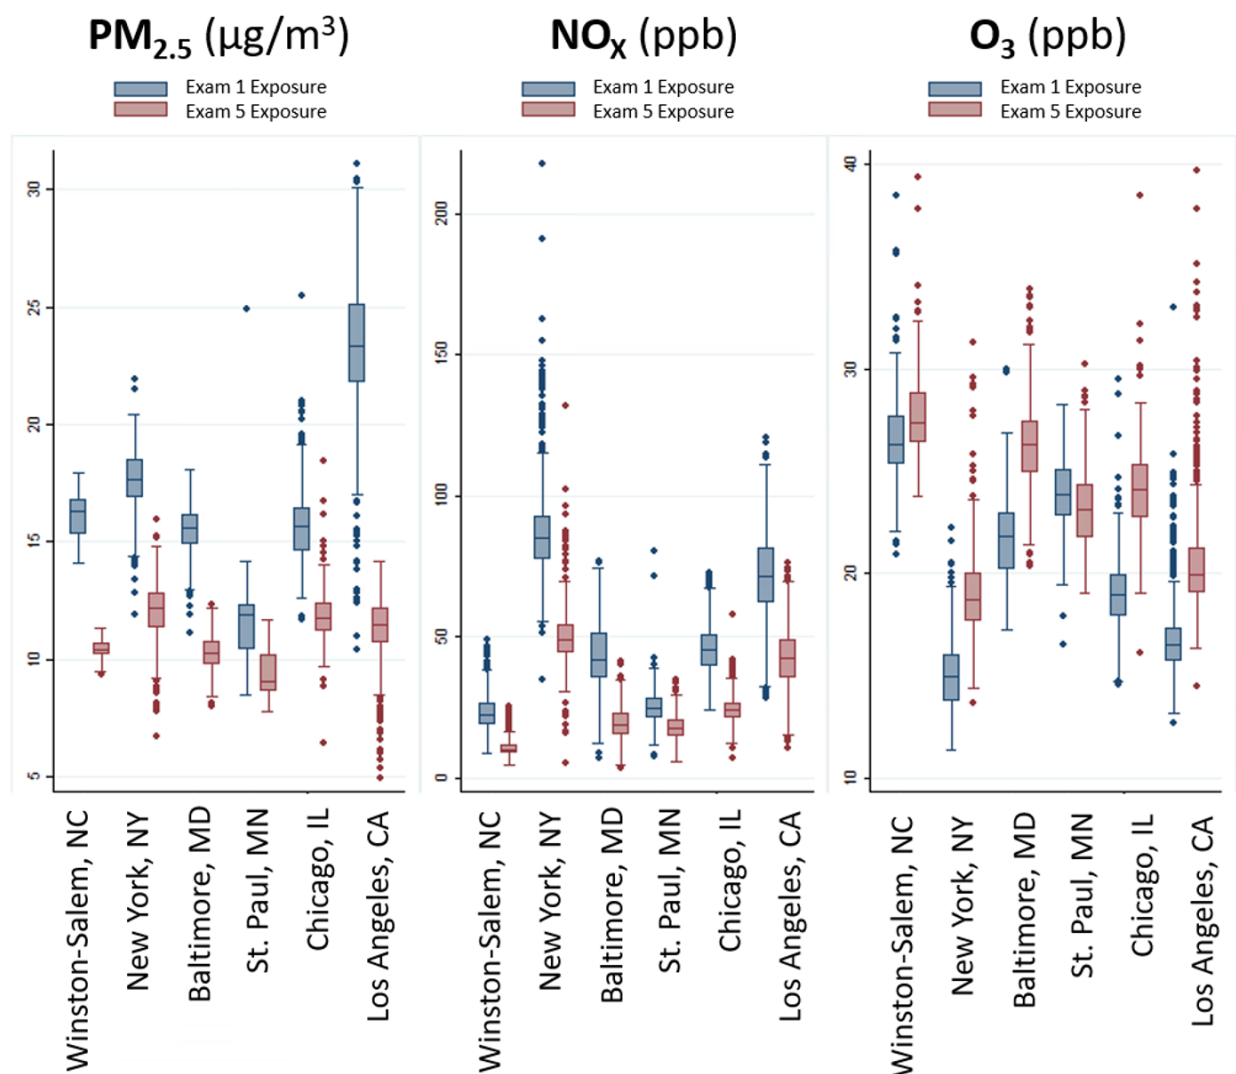 PM2.5 (µg/m3)
Exam 1 Exposure
Exam 5 Exposure
30
25
20
15
10
5
Winston-Salem, NC
New York, NY
Baltimore, MD
St. Paul, MN
Chicago, IL
Los Angeles, CA
NOX (ppb)
Exam 1 Exposure
Exam 5 Exposure
200
150
100
50
0
Winston-Salem, NC
New York, NY
Baltimore, MD
St. Paul, MN
Chicago, IL
Los Angeles, CA
O3 (ppb)
Exam 1 Exposure
Exam 5 Exposure
40
30
20
10
Winston-Salem, NC
New York, NY
Baltimore, MD
St. Paul, MN
Chicago, IL
Los Angeles, CA